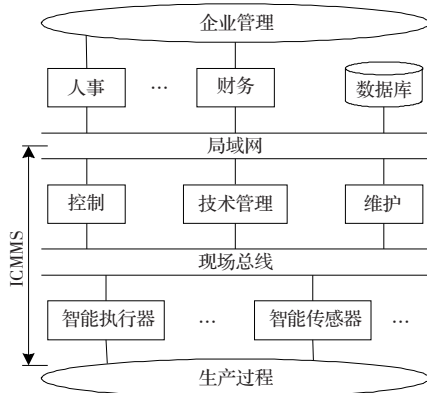 企业管理
人事 … 财务 数据库
局域网
控制 技术管理 维护
ICMMS
现场总线
智能执行器 … 智能传感器 …
生产过程